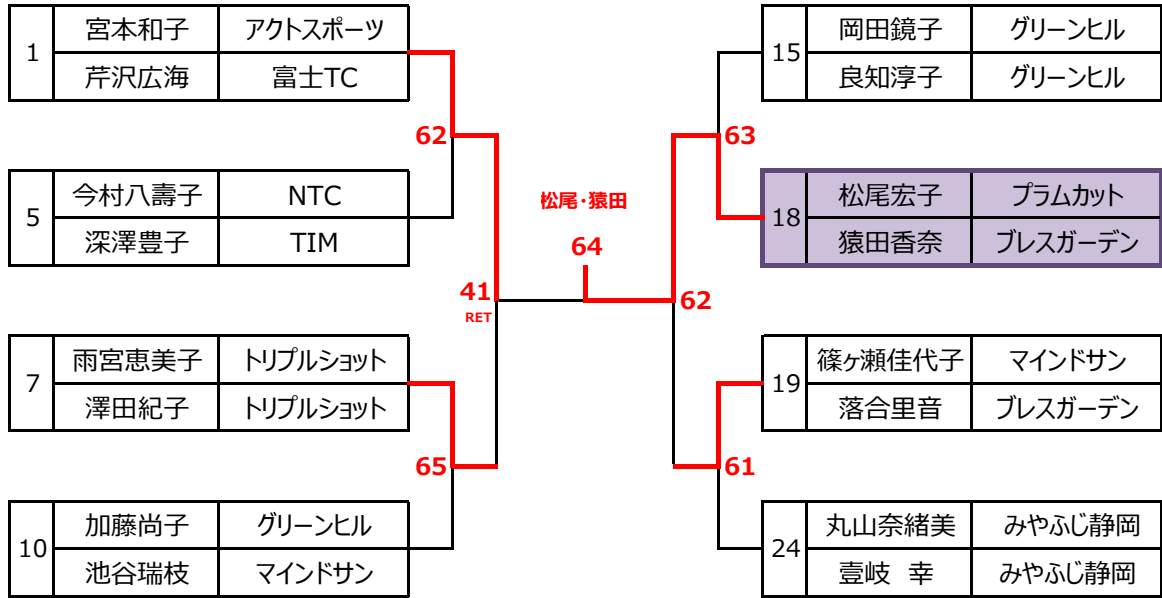 1 宮本和子 アクトスポーツ
芹沢広海 富士TC
62
5 今村八壽子 NTC
深澤豊子 TIM
41
RET
7 雨宮恵美子 トリプルショット
澤田紀子 トリプルショット
65
10 加藤尚子 グリーンヒル
池谷瑞枝 マインドサン
松尾・猿田
64
15 岡田鏡子 グリーンヒル
良知淳子 グリーンヒル
63
18 松尾宏子 プラムカット
猿田香奈 ブレスガーデン
62
19 篠ヶ瀬佳代子 マインドサン
落合里音 ブレスガーデン
61
24 丸山奈緒美 みやふじ静岡
壹岐　幸 みやふじ静岡